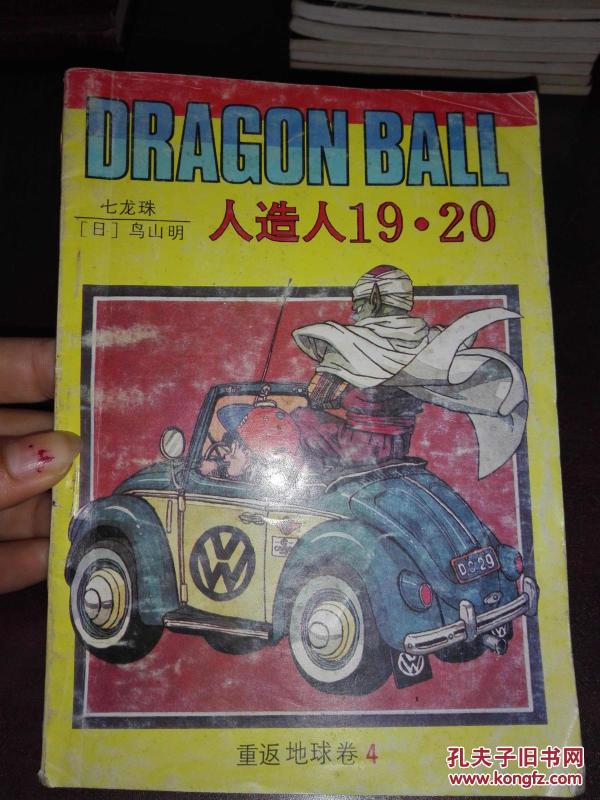 DRAGON BALL
七龙珠
[日] 鸟山明
人造人19·20
VW
D.C-29
VW
重返地球卷4
孔夫子旧书网
www.kongfz.com